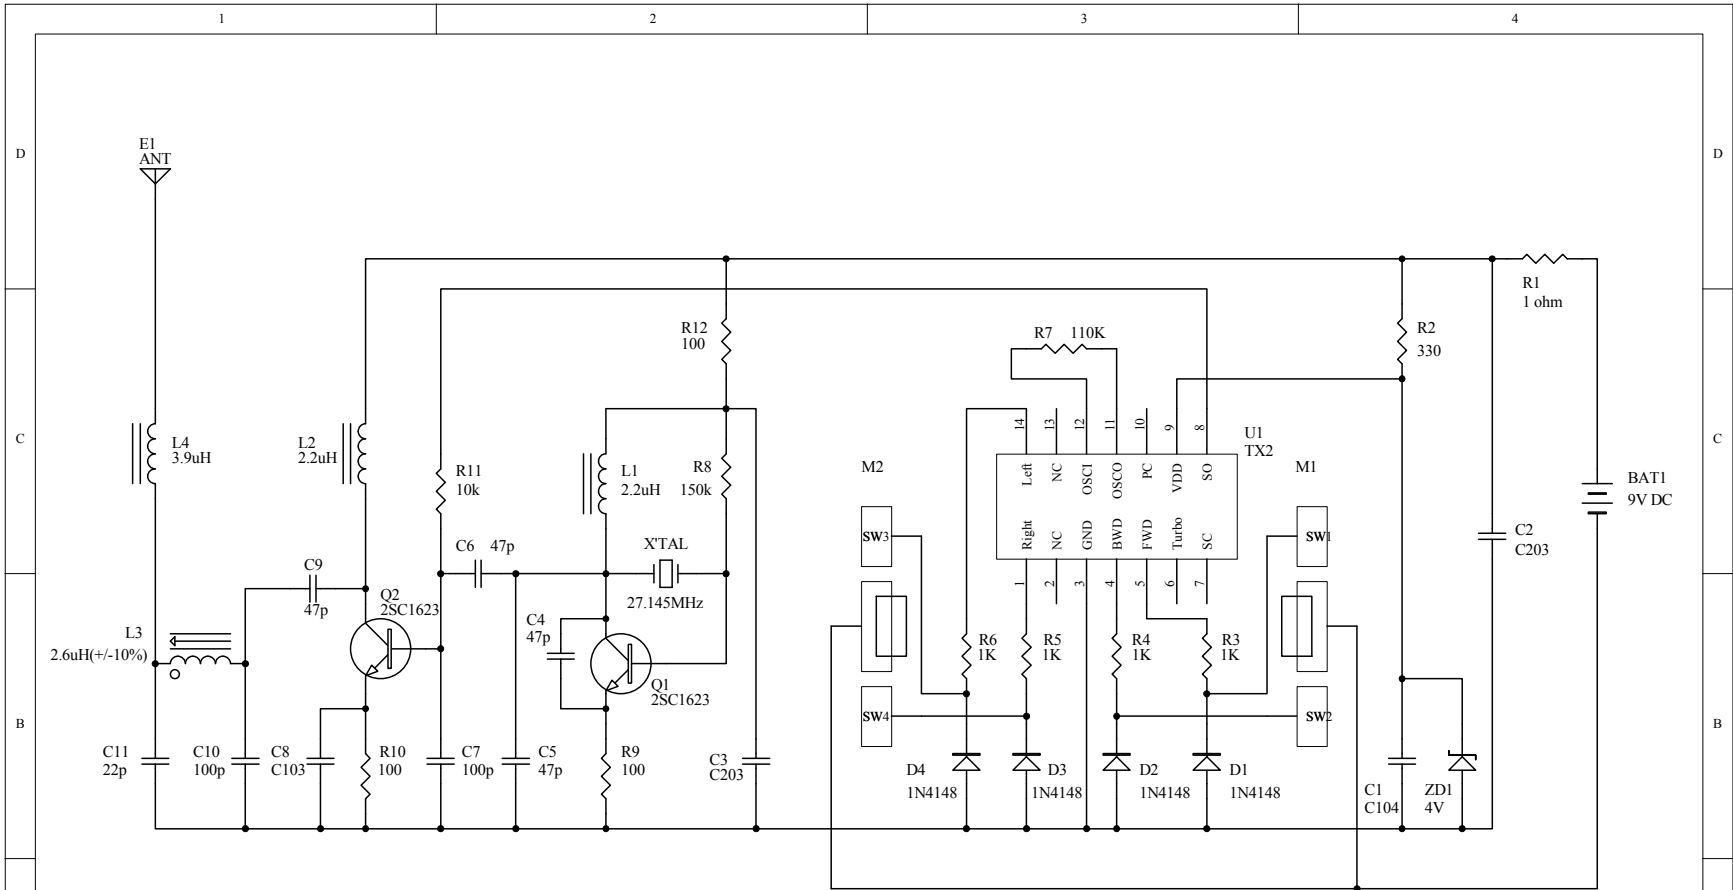 1
2
3
4
D
D
E1
ANT
R1
1 ohm
R12
100
R7 110K
R2
330
C
C
L4
3.9uH
L2
2.2uH
R11
10k
L1
2.2uH
R8
150k
M2
14
13
12
11
10
9
8
U1
TX2
M1
Left
NC
OSCI
OSCO
PC
VDD
SO
Right
NC
GND
BWD
FWD
Turbo
SC
BAT1
9V DC
SW3
SW1
C2
C203
C6 47p
X'TAL
27.145MHz
1
2
3
4
5
6
7
C9
47p
Q2
2SC1623
C4
47p
L3
2.6uH(+/-10%)
R6
1K
R5
1K
R4
1K
R3
1K
Q1
2SC1623
SW4
SW2
B
B
C11
22p
C10
100p
C8
C103
R10
100
C7
100p
C5
47p
R9
100
C3
C203
D4
1N4148
D3
1N4148
D2
1N4148
D1
1N4148
C1
C104
ZD1
4V